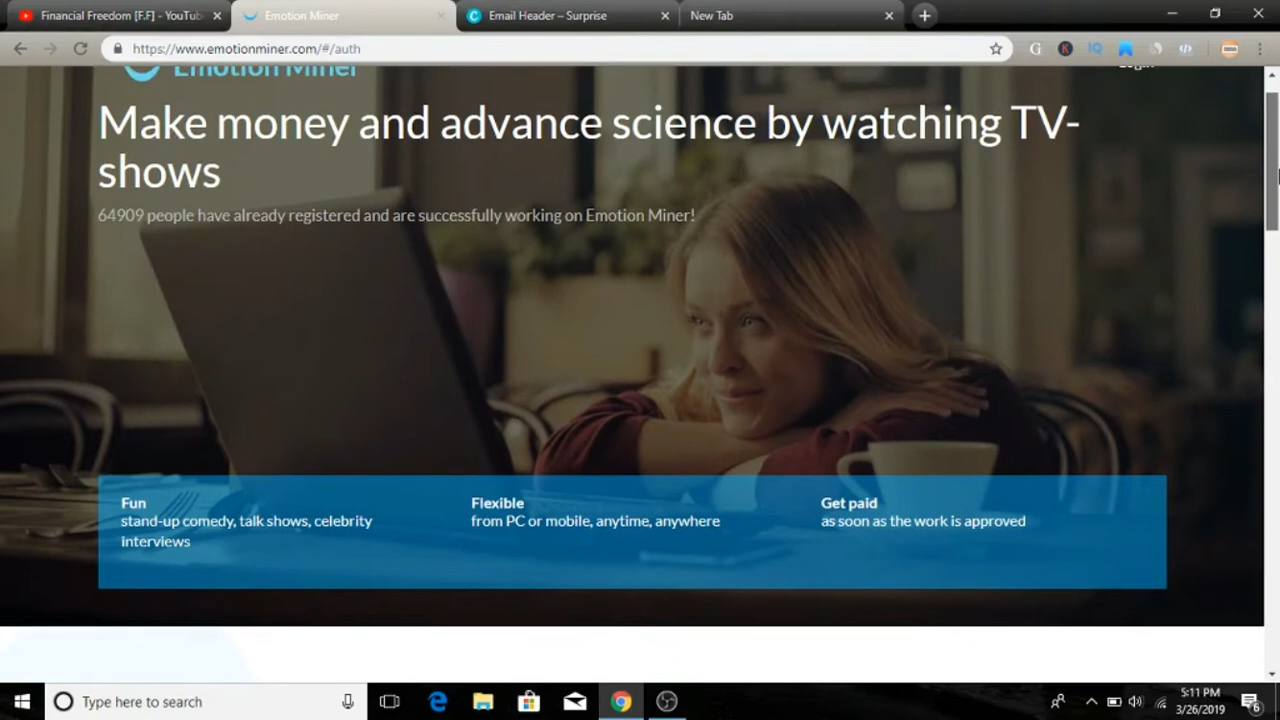 Financial Freedom [F.F] - YouTub
Emotion Miner
Email Header – Surprise
New Tab
https://www.emotionminer.com/#/auth
Emotion Miner
Login
Make money and advance science by watching TV-
shows
64909 people have already registered and are successfully working on Emotion Miner!
Fun
stand-up comedy, talk shows, celebrity
interviews
Flexible
from PC or mobile, anytime, anywhere
Get paid
as soon as the work is approved
Type here to search
5:11 PM
3/26/2019
6